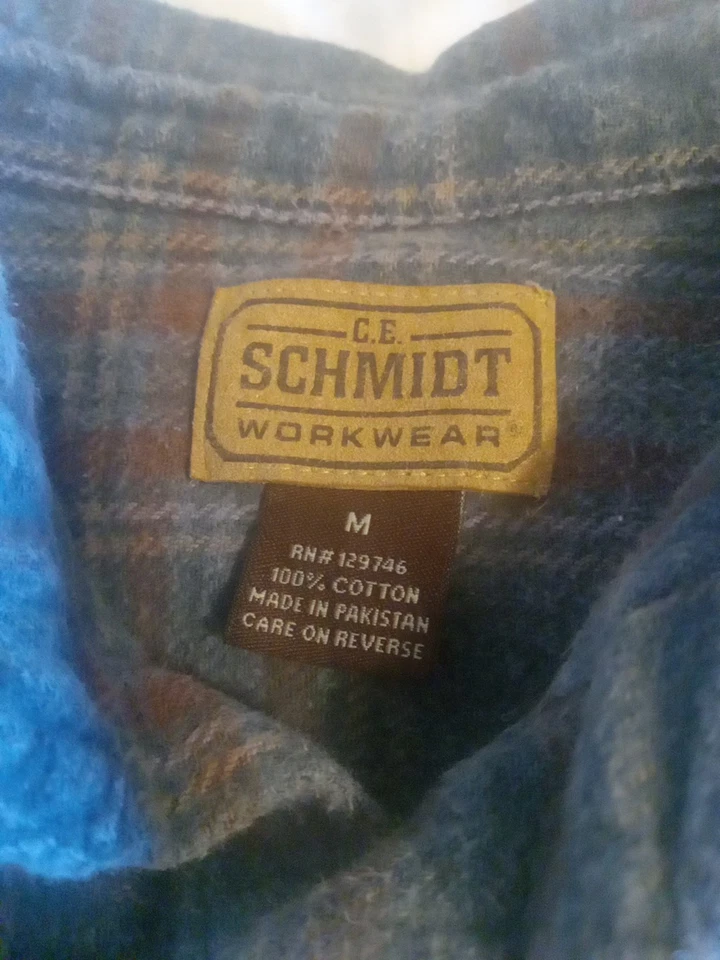 C.E.
SCHMIDT
WORKWEAR®
M
RN# 129746
100% COTTON
MADE IN PAKISTAN
CARE ON REVERSE